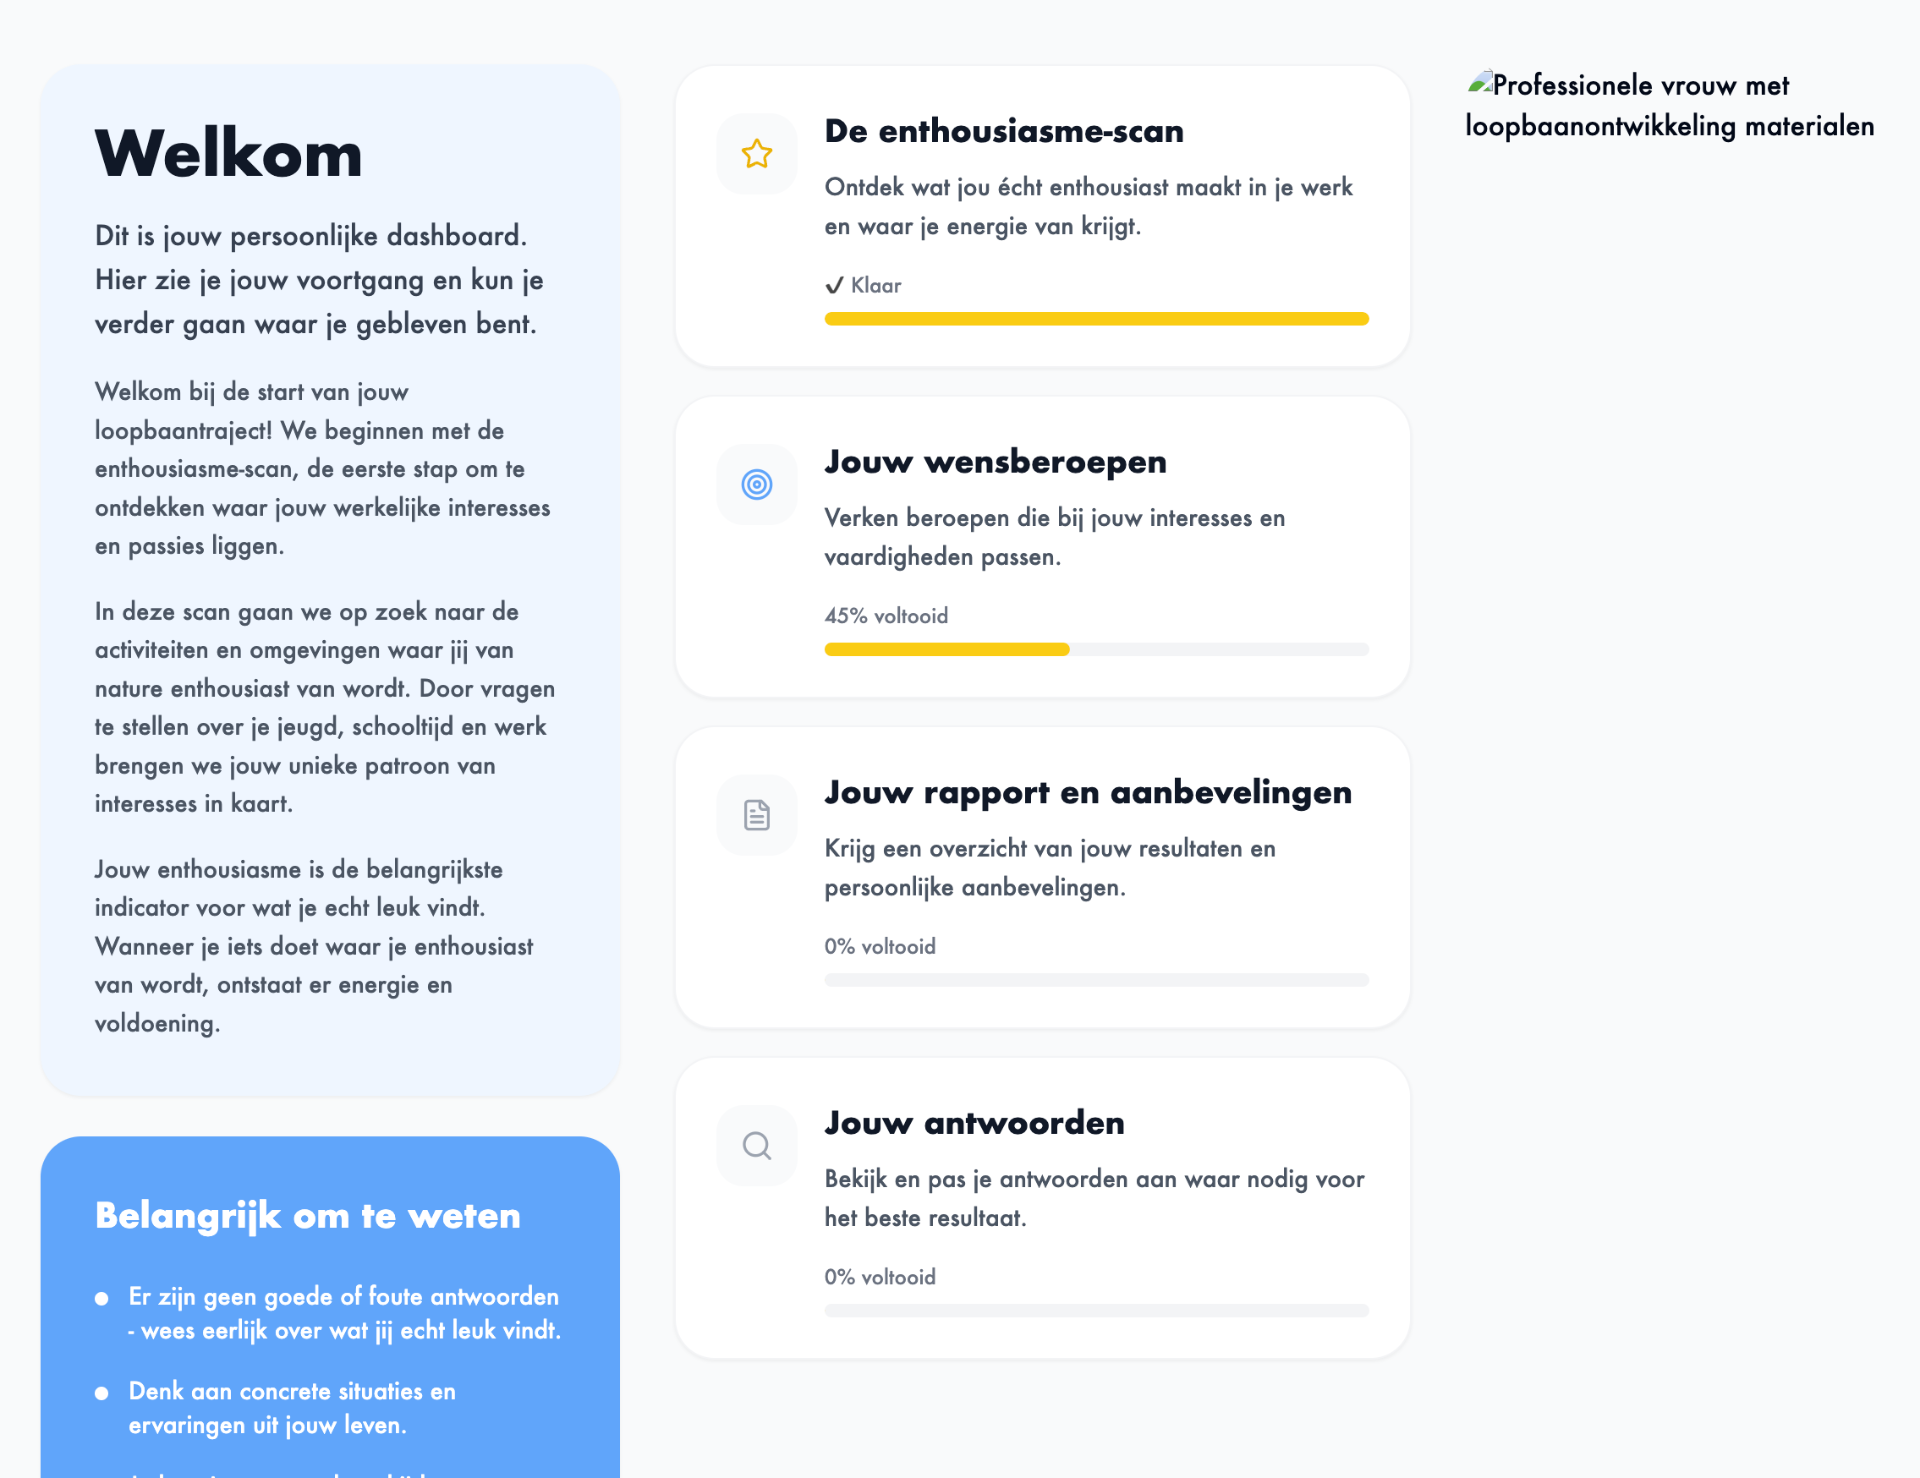 Welkom
Dit is jouw persoonlijke dashboard.
Hier zie je jouw voortgang en kun je
verder gaan waar je gebleven bent.
Welkom bij de start van jouw
loopbaantraject! We beginnen met de
enthousiasme-scan, de eerste stap om te
ontdekken waar jouw werkelijke interesses
en passies liggen.
In deze scan gaan we op zoek naar de
activiteiten en omgevingen waar jij van
nature enthousiast van wordt. Door vragen
te stellen over je jeugd, schooltijd en werk
brengen we jouw unieke patroon van
interesses in kaart.
Jouw enthousiasme is de belangrijkste
indicator voor wat je echt leuk vindt.
Wanneer je iets doet waar je enthousiast
van wordt, ontstaat er energie en
voldoening.
Belangrijk om te weten
Er zijn geen goede of foute antwoorden
- wees eerlijk over wat jij echt leuk vindt.
Denk aan concrete situaties en
ervaringen uit jouw leven.
De enthousiasme-scan
Ontdek wat jou écht enthousiast maakt in je werk
en waar je energie van krijgt.
✓ Klaar
Jouw wensberoepen
Verken beroepen die bij jouw interesses en
vaardigheden passen.
45% voltooid
Jouw rapport en aanbevelingen
Krijg een overzicht van jouw resultaten en
persoonlijke aanbevelingen.
0% voltooid
Jouw antwoorden
Bekijk en pas je antwoorden aan waar nodig voor
het beste resultaat.
0% voltooid
Professionele vrouw met
loopbaanontwikkeling materialen